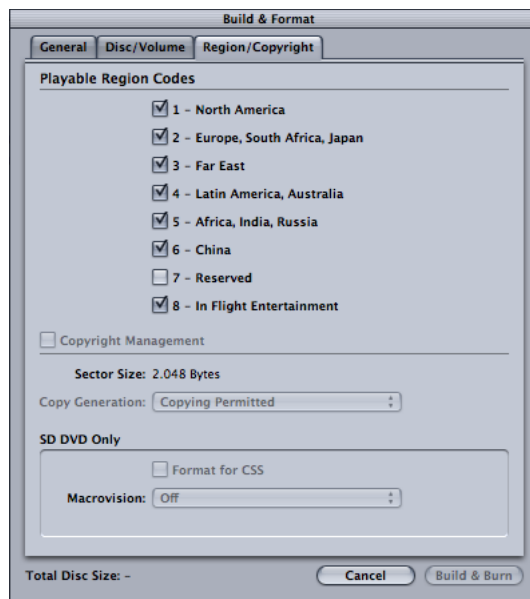 Build & Format
General Disc/Volume Region/Copyright
Playable Region Codes
1 – North America
2 – Europe, South Africa, Japan
3 – Far East
4 – Latin America, Australia
5 – Africa, India, Russia
6 – China
7 – Reserved
8 – In Flight Entertainment
Copyright Management
Sector Size: 2.048 Bytes
Copy Generation: Copying Permitted
SD DVD Only
Format for CSS
Macrovision: Off
Total Disc Size: – Cancel Build & Burn